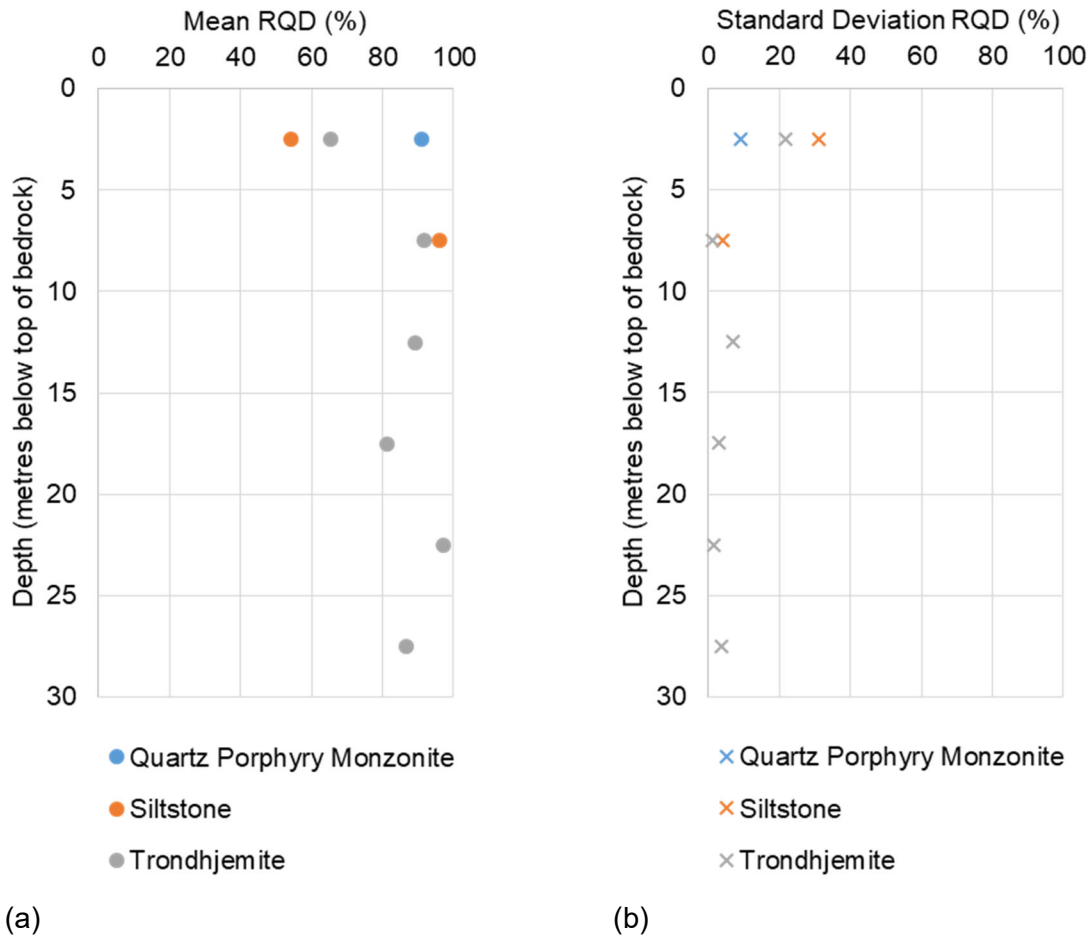 Mean RQD (%)
0 20 40 60 80 100
0
5
10
15
20
25
30
Depth (metres below top of bedrock)
Quartz Porphyry Monzonite
Siltstone
Trondhjemite
(a)
Standard Deviation RQD (%)
0 20 40 60 80 100
0
5
10
15
20
25
30
Depth (metres below top of bedrock)
Quartz Porphyry Monzonite
Siltstone
Trondhjemite
(b)